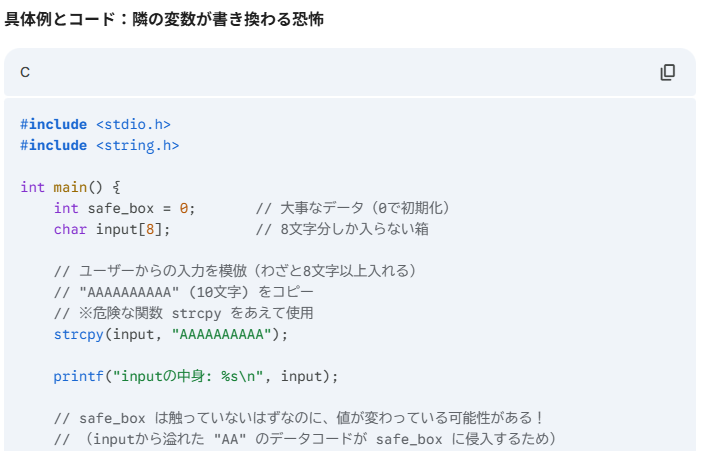 具体例とコード：隣の変数が書き換わる恐怖
C
#include <stdio.h>
#include <string.h>
int main() {
int safe_box = 0;       // 大事なデータ（0で初期化）
char input[8];          // 8文字分しか入らない箱
// ユーザーからの入力を模倣（わざと8文字以上入れる）
// "AAAAAAAAAA" (10文字) をコピー
// ※危険な関数 strcpy をあえて使用
strcpy(input, "AAAAAAAAAA");
printf("inputの中身: %s\n", input);
// safe_box は触っていないはずなのに、値が変わっている可能性がある！
// （inputから溢れた "AA" のデータコードが safe_box に侵入するため）